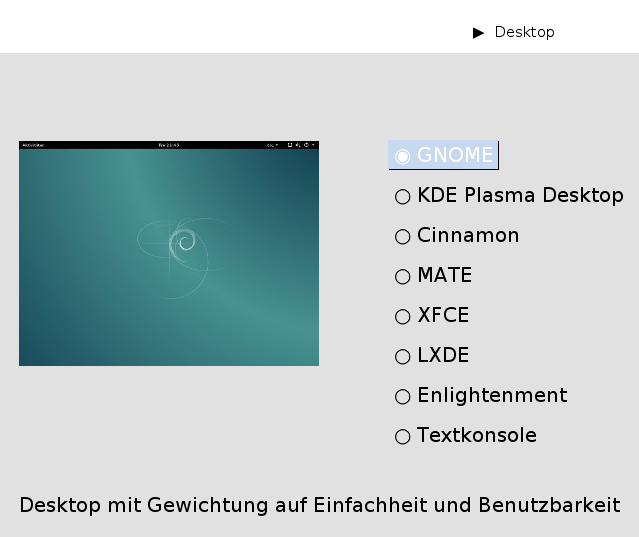 ▶ Desktop
Aktivitäten Fre 21:43
◉ GNOME
○ KDE Plasma Desktop
○ Cinnamon
○ MATE
○ XFCE
○ LXDE
○ Enlightenment
○ Textkonsole
Desktop mit Gewichtung auf Einfachheit und Benutzbarkeit